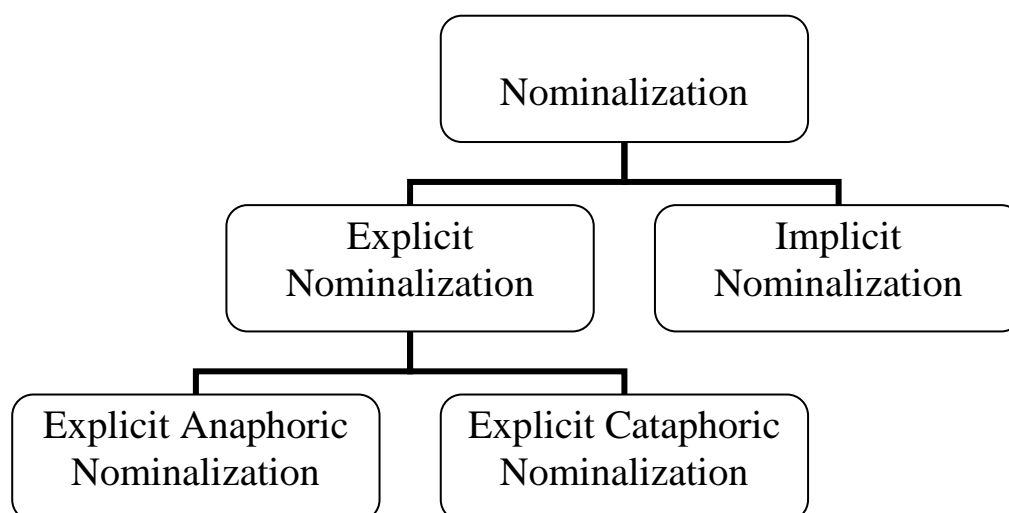 Nominalization
Explicit
Nominalization
Implicit
Nominalization
Explicit Anaphoric
Nominalization
Explicit Cataphoric
Nominalization